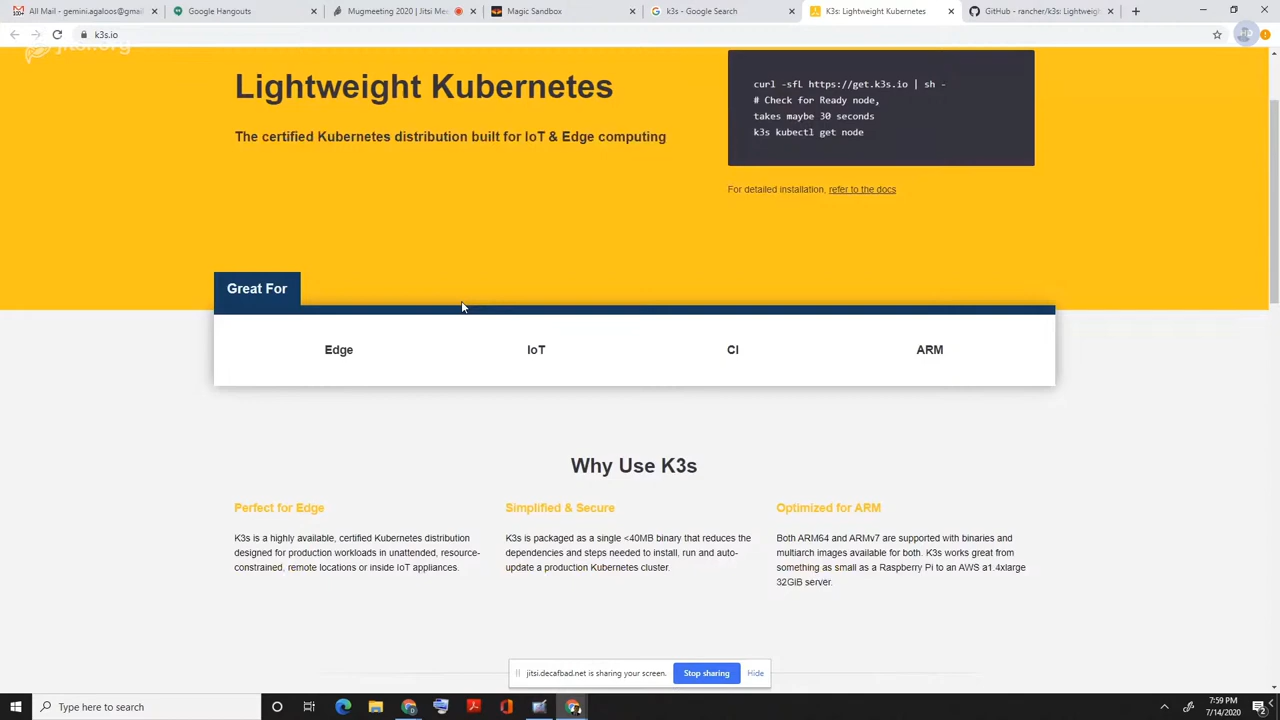 All Mail - gemini.agaloos@gmail
Google Hangouts
Mugmeeting 2020 | Jitsi Mee
Magic Sandbox
k3s - Google Search
K3s: Lightweight Kubernetes
GitHub - rancher/k3s: Lightweigh
k3s.io
jitsi.org
Lightweight Kubernetes
The certified Kubernetes distribution built for IoT & Edge computing
curl -sfL https://get.k3s.io | sh -
# Check for Ready node,
takes maybe 30 seconds
k3s kubectl get node
For detailed installation, refer to the docs
Great For
Edge
IoT
CI
ARM
Why Use K3s
Perfect for Edge
K3s is a highly available, certified Kubernetes distribution
designed for production workloads in unattended, resource-
constrained, remote locations or inside IoT appliances.
Simplified & Secure
K3s is packaged as a single <40MB binary that reduces the
dependencies and steps needed to install, run and auto-
update a production Kubernetes cluster.
Optimized for ARM
Both ARM64 and ARMv7 are supported with binaries and
multiarch images available for both. K3s works great from
something as small as a Raspberry Pi to an AWS a1.4xlarge
32GiB server.
jitsi.decafbad.net is sharing your screen.
Stop sharing
Hide
Type here to search
7:59 PM
7/14/2020